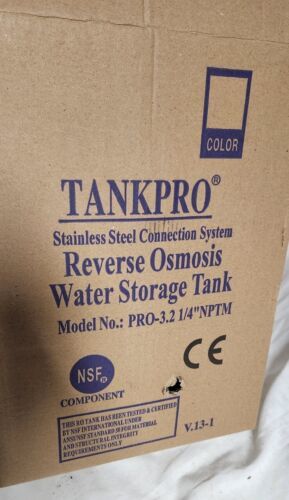 COLOR
TANKPRO®
Stainless Steel Connection System
Reverse Osmosis
Water Storage Tank
Model No.: PRO-3.2 1/4"NPTM
CE
NSF®
COMPONENT
THIS RO TANK HAS BEEN TESTED & CERTIFIED
BY NSF INTERNATIONAL UNDER
ANSI/NSF STANDARD 58 FOR MATERIAL
AND STRUCTURAL INTEGRITY
REQUIREMENTS ONLY
V.13-1